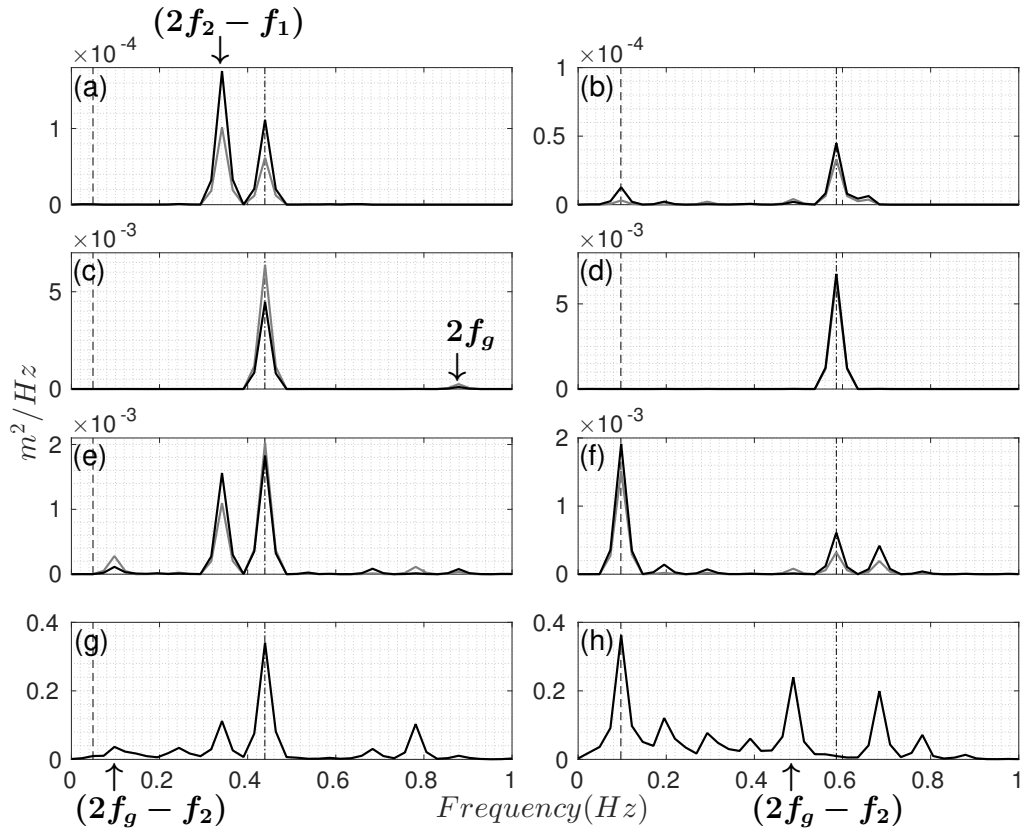 (2f₂ − f₁)
×10⁻⁴ ×10⁻⁴
(a) (b)
1 1
0 0.5
0
×10⁻³ ×10⁻³
(c) (d)
5 5
2f_g
0 0
m²/Hz
×10⁻³ ×10⁻³
(e) (f)
2 2
1 1
0 0
(g) (h)
0.4 0.4
0.2 0.2
0 0
0 0.2 0.4 0.6 0.8 1 0 0.2 0.4 0.6 0.8 1
(2f_g − f₂) Frequency(Hz) (2f_g − f₂)